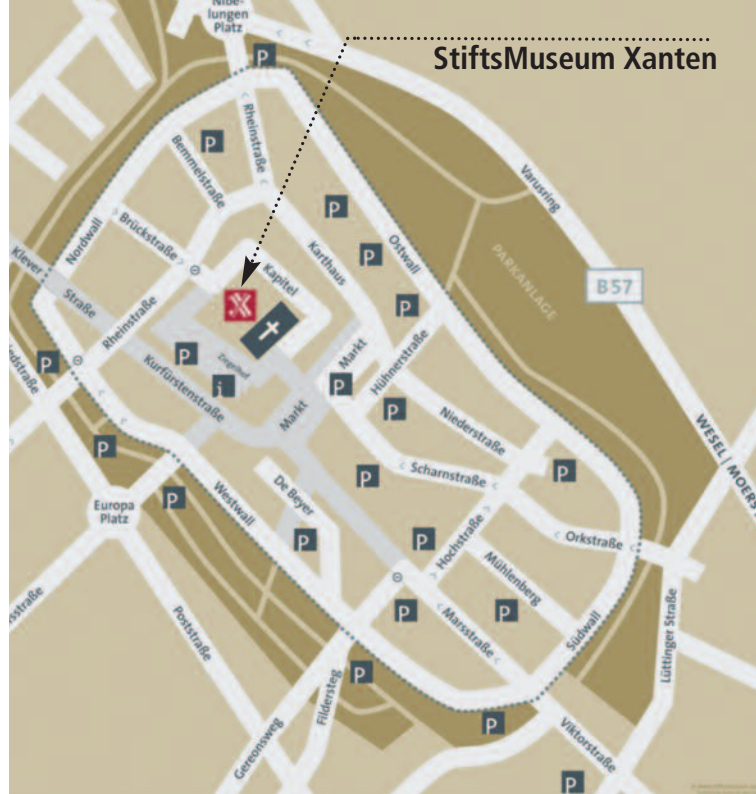 Nibe-
lungen
Platz
StiftsMuseum Xanten
P
Rheinstraße
P
Bemmelstraße
Varusring
P
Nordwall
Brückstraße
Karthaus
P
Ostwall
PARKANLAGE
Klever
Straße
Kapitel
B57
X
P
Rheinstraße
P
Ziegelhof
Markt
Hühnerstraße
P
Kurfürstenstraße
i
P
Markt
P
Niederstraße
WESEL | MOERS
P
Scharnstraße
P
P
De Beyer
Westwall
P
Europa
Platz
Hochstraße
P
P
Orkstraße
Mühlenberg
P
P
Marsstraße
Südwall
Lüttinger Straße
Poststraße
P
Fildersteg
Gereonsweg
P
Viktorstraße
P